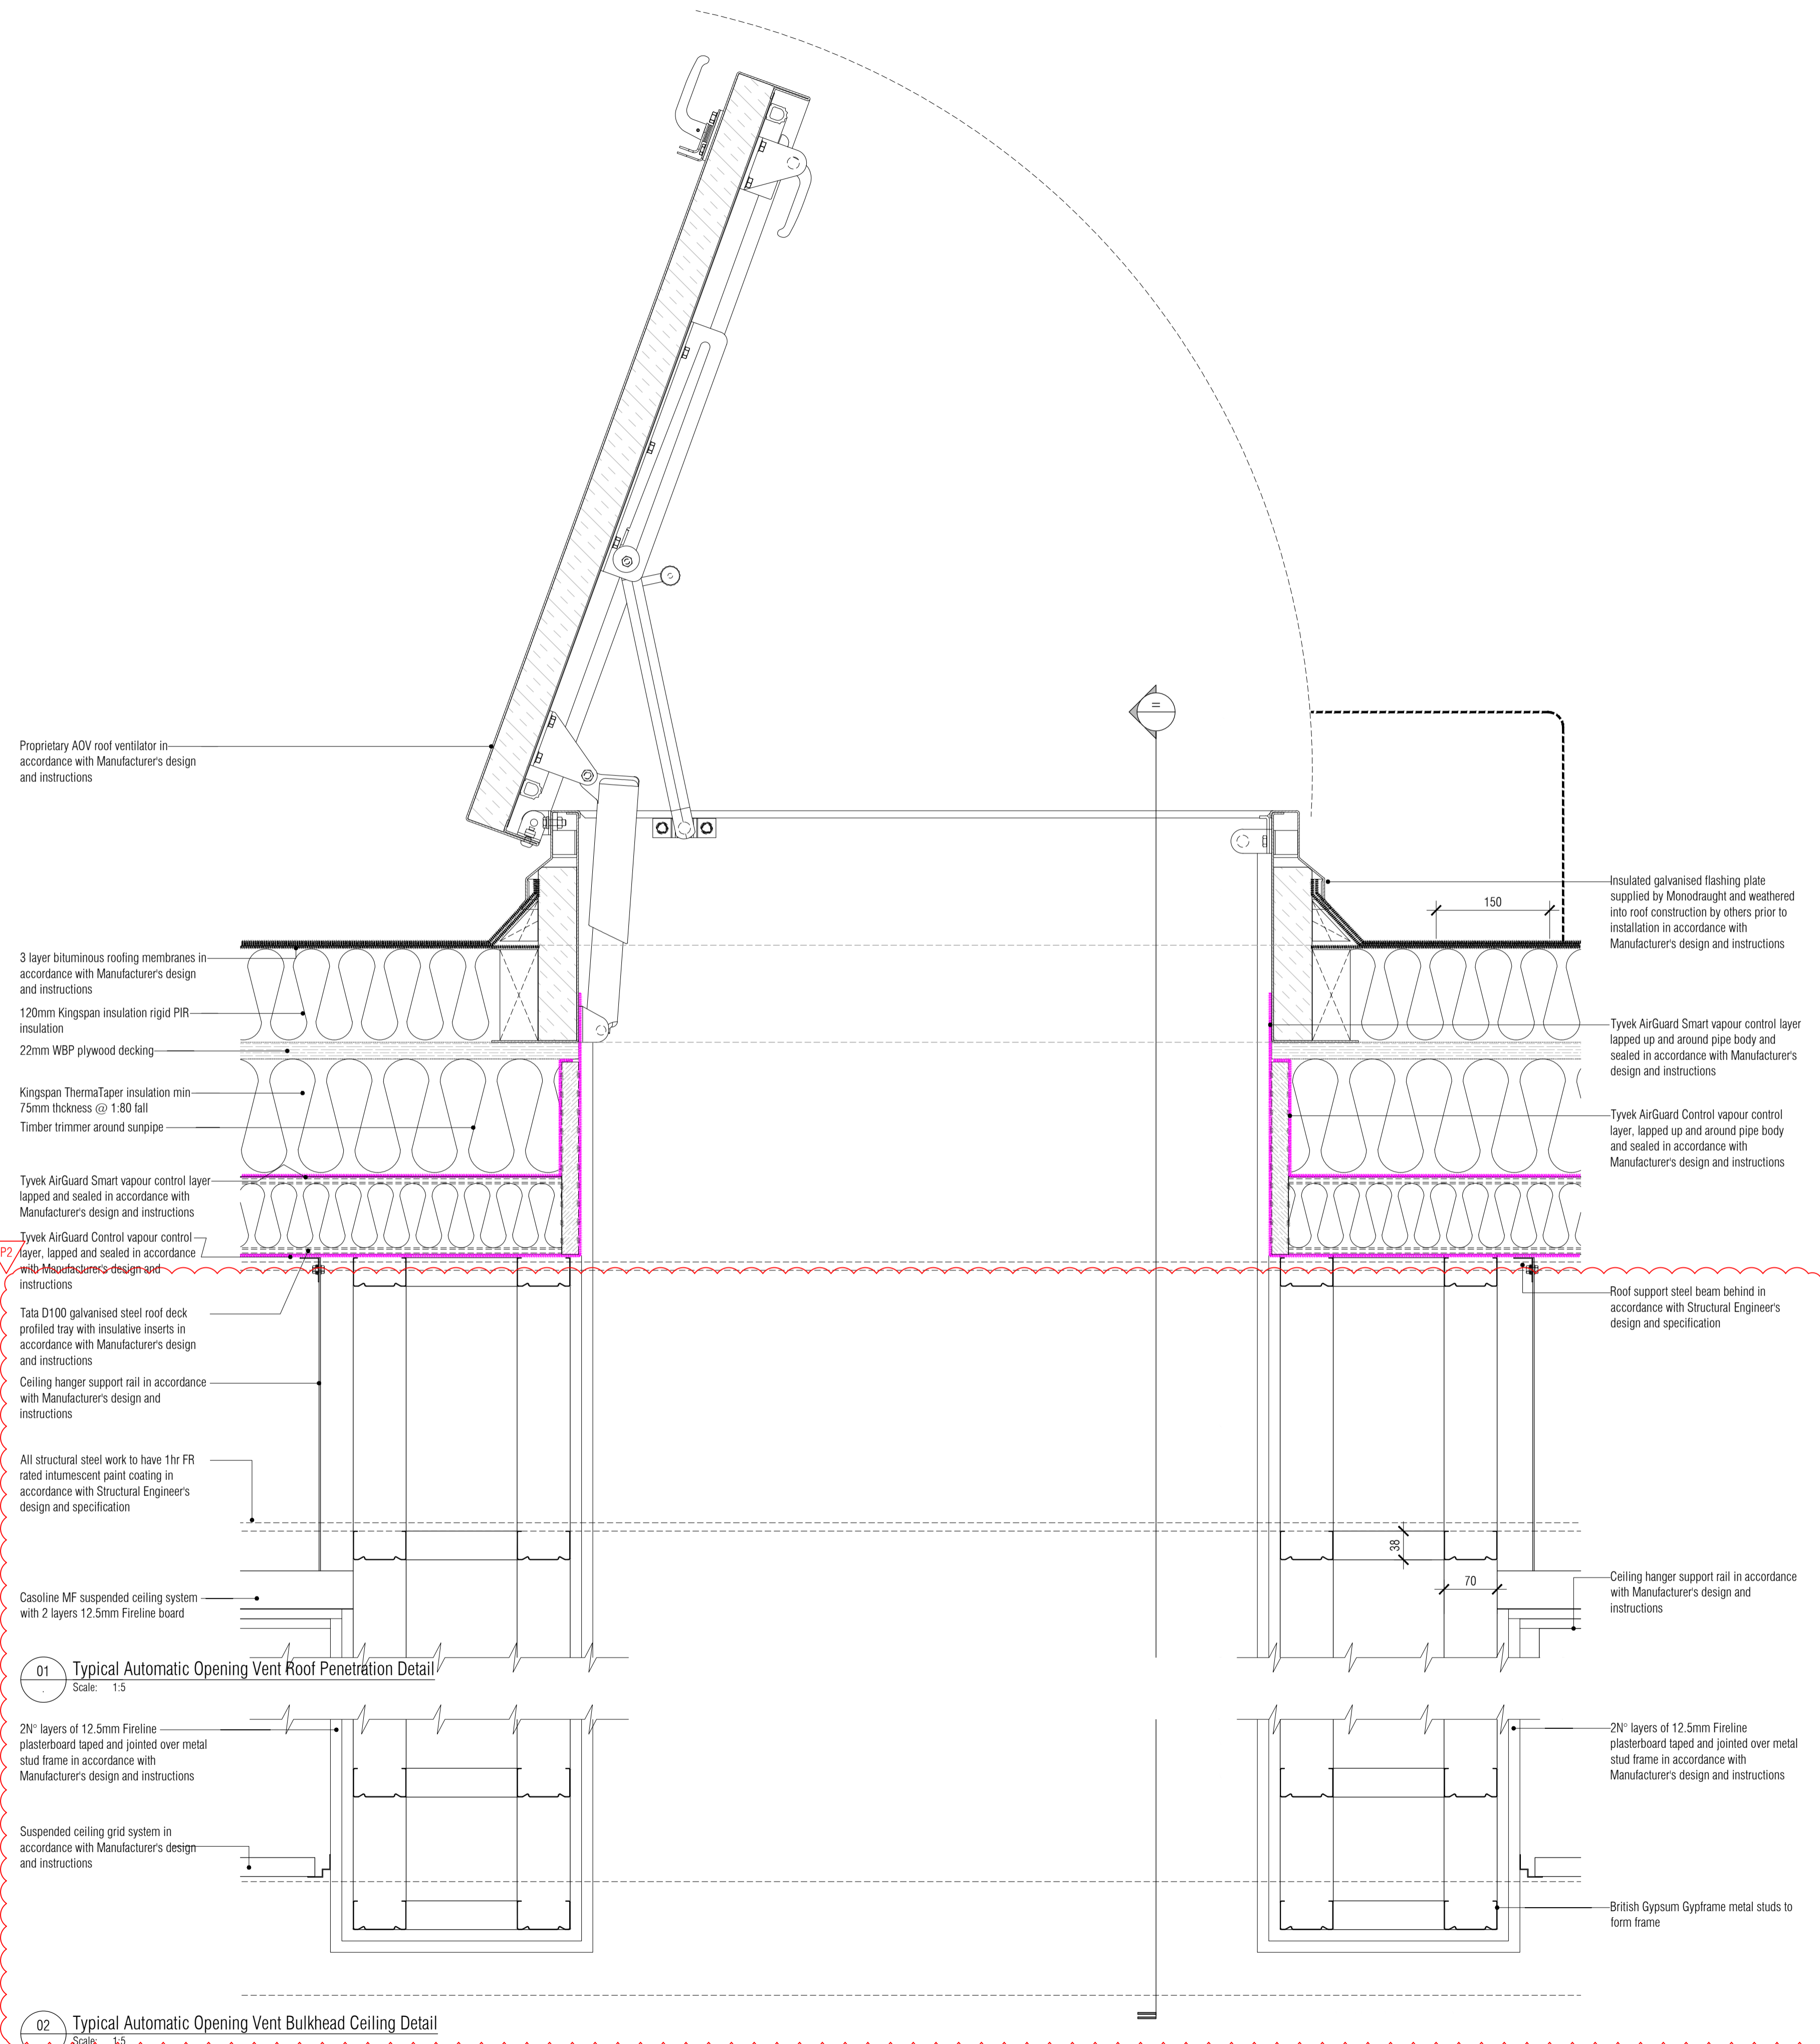 Proprietary AOV roof ventilator in
accordance with Manufacturer's design
and instructions
3 layer bituminous roofing membranes in
accordance with Manufacturer's design
and instructions
120mm Kingspan insulation rigid PIR
insulation
22mm WBP plywood decking
Kingspan ThermaTaper insulation min
75mm thckness @ 1:80 fall
Timber trimmer around sunpipe
Tyvek AirGuard Smart vapour control layer
lapped and sealed in accordance with
Manufacturer's design and instructions
Tyvek AirGuard Control vapour control
layer, lapped and sealed in accordance
with Manufacturer's design and
instructions
P2
Tata D100 galvanised steel roof deck
profiled tray with insulative inserts in
accordance with Manufacturer's design
and instructions
Ceiling hanger support rail in accordance
with Manufacturer's design and
instructions
All structural steel work to have 1hr FR
rated intumescent paint coating in
accordance with Structural Engineer's
design and specification
Casoline MF suspended ceiling system
with 2 layers 12.5mm Fireline board
150
Insulated galvanised flashing plate
supplied by Monodraught and weathered
into roof construction by others prior to
installation in accordance with
Manufacturer's design and instructions
Tyvek AirGuard Smart vapour control layer
lapped up and around pipe body and
sealed in accordance with Manufacturer's
design and instructions
Tyvek AirGuard Control vapour control
layer, lapped up and around pipe body
and sealed in accordance with
Manufacturer's design and instructions
Roof support steel beam behind in
accordance with Structural Engineer's
design and specification
38
70
Ceiling hanger support rail in accordance
with Manufacturer's design and
instructions
01 Typical Automatic Opening Vent Roof Penetration Detail
Scale: 1:5
2N° layers of 12.5mm Fireline
plasterboard taped and jointed over metal
stud frame in accordance with
Manufacturer's design and instructions
Suspended ceiling grid system in
accordance with Manufacturer's design
and instructions
2N° layers of 12.5mm Fireline
plasterboard taped and jointed over metal
stud frame in accordance with
Manufacturer's design and instructions
British Gypsum Gypframe metal studs to
form frame
02 Typical Automatic Opening Vent Bulkhead Ceiling Detail
Scale: 1:5